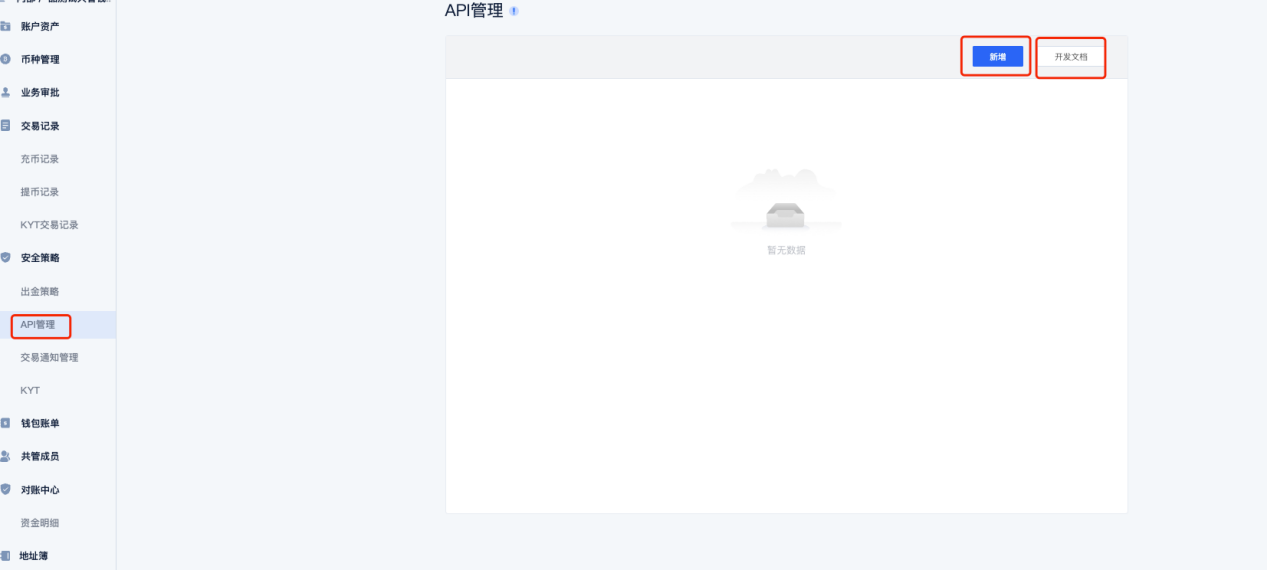 API管理
新增
开发文档
暂无数据
账户资产
币种管理
业务审批
交易记录
充币记录
提币记录
KYT交易记录
安全策略
出金策略
API管理
交易通知管理
KYT
钱包账单
共管成员
对账中心
资金明细
地址簿